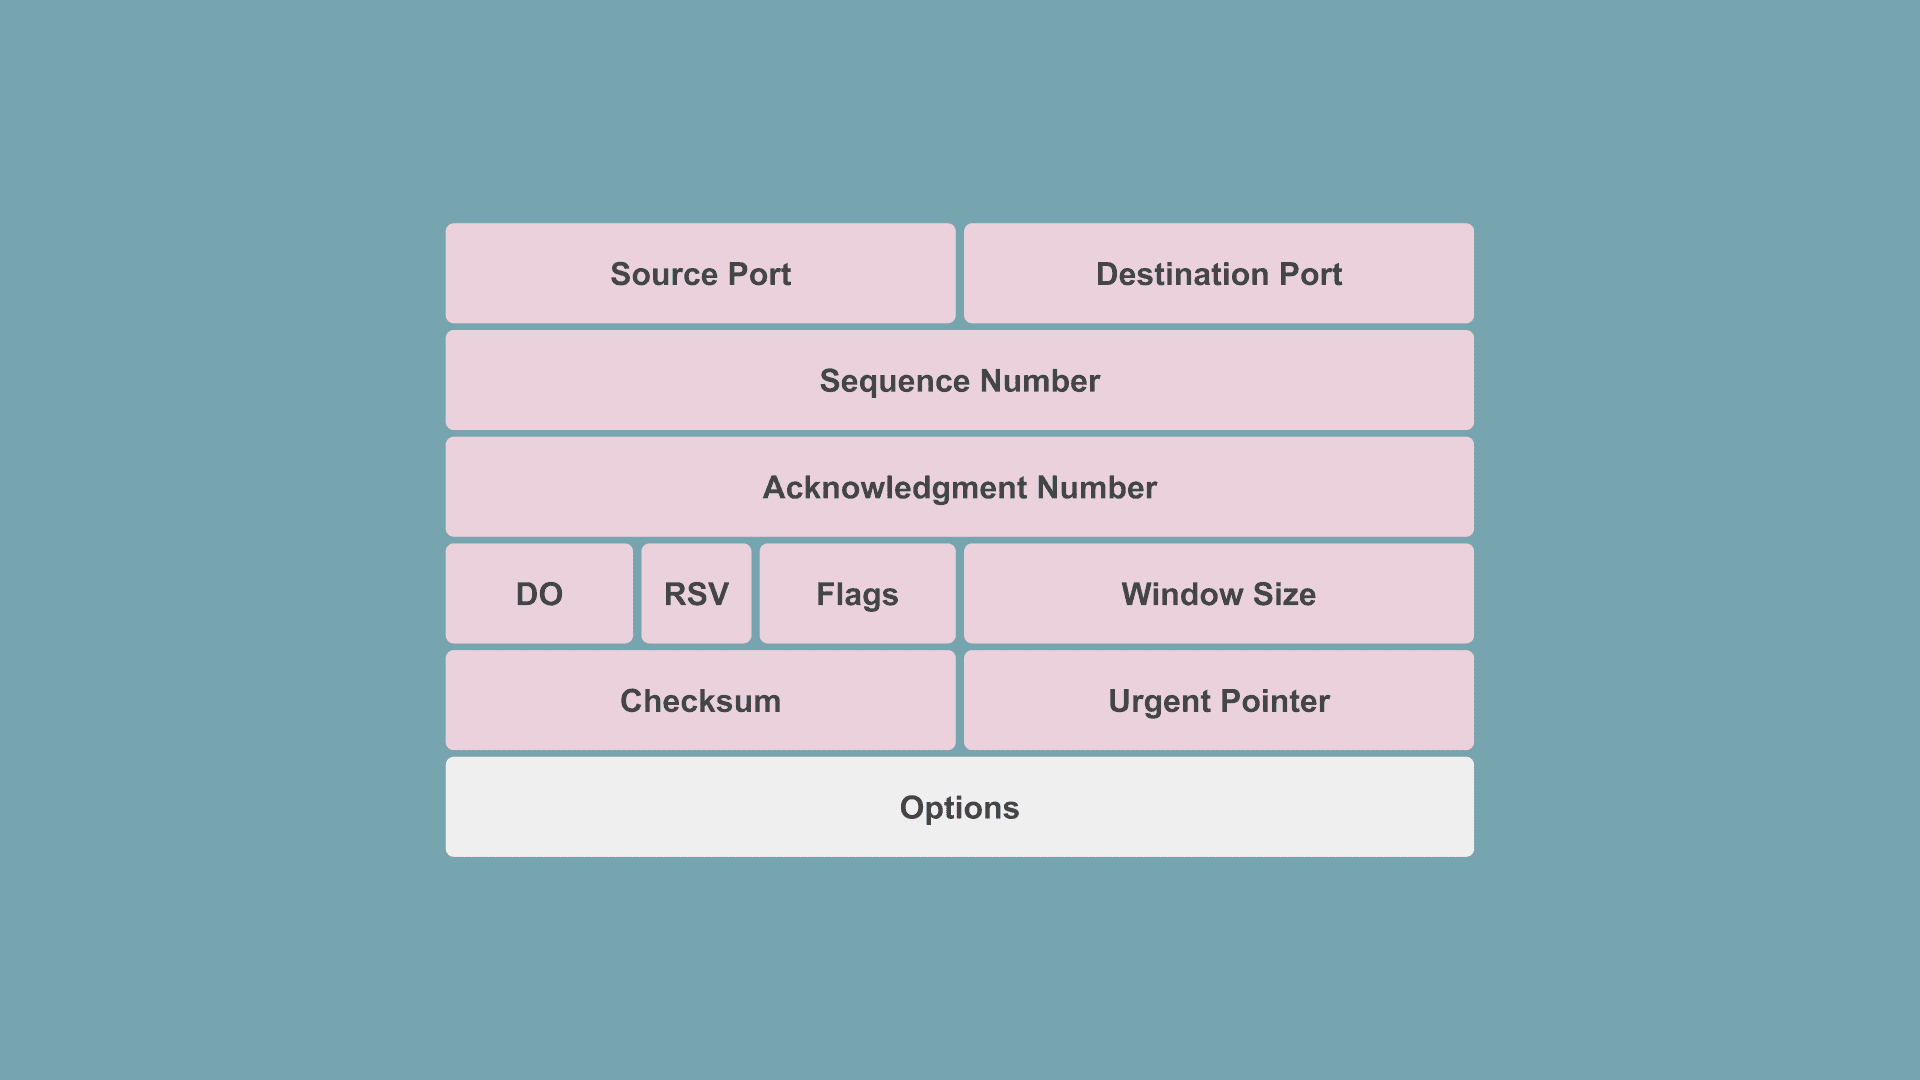 Source Port
Destination Port
Sequence Number
Acknowledgment Number
DO
RSV
Flags
Window Size
Checksum
Urgent Pointer
Options